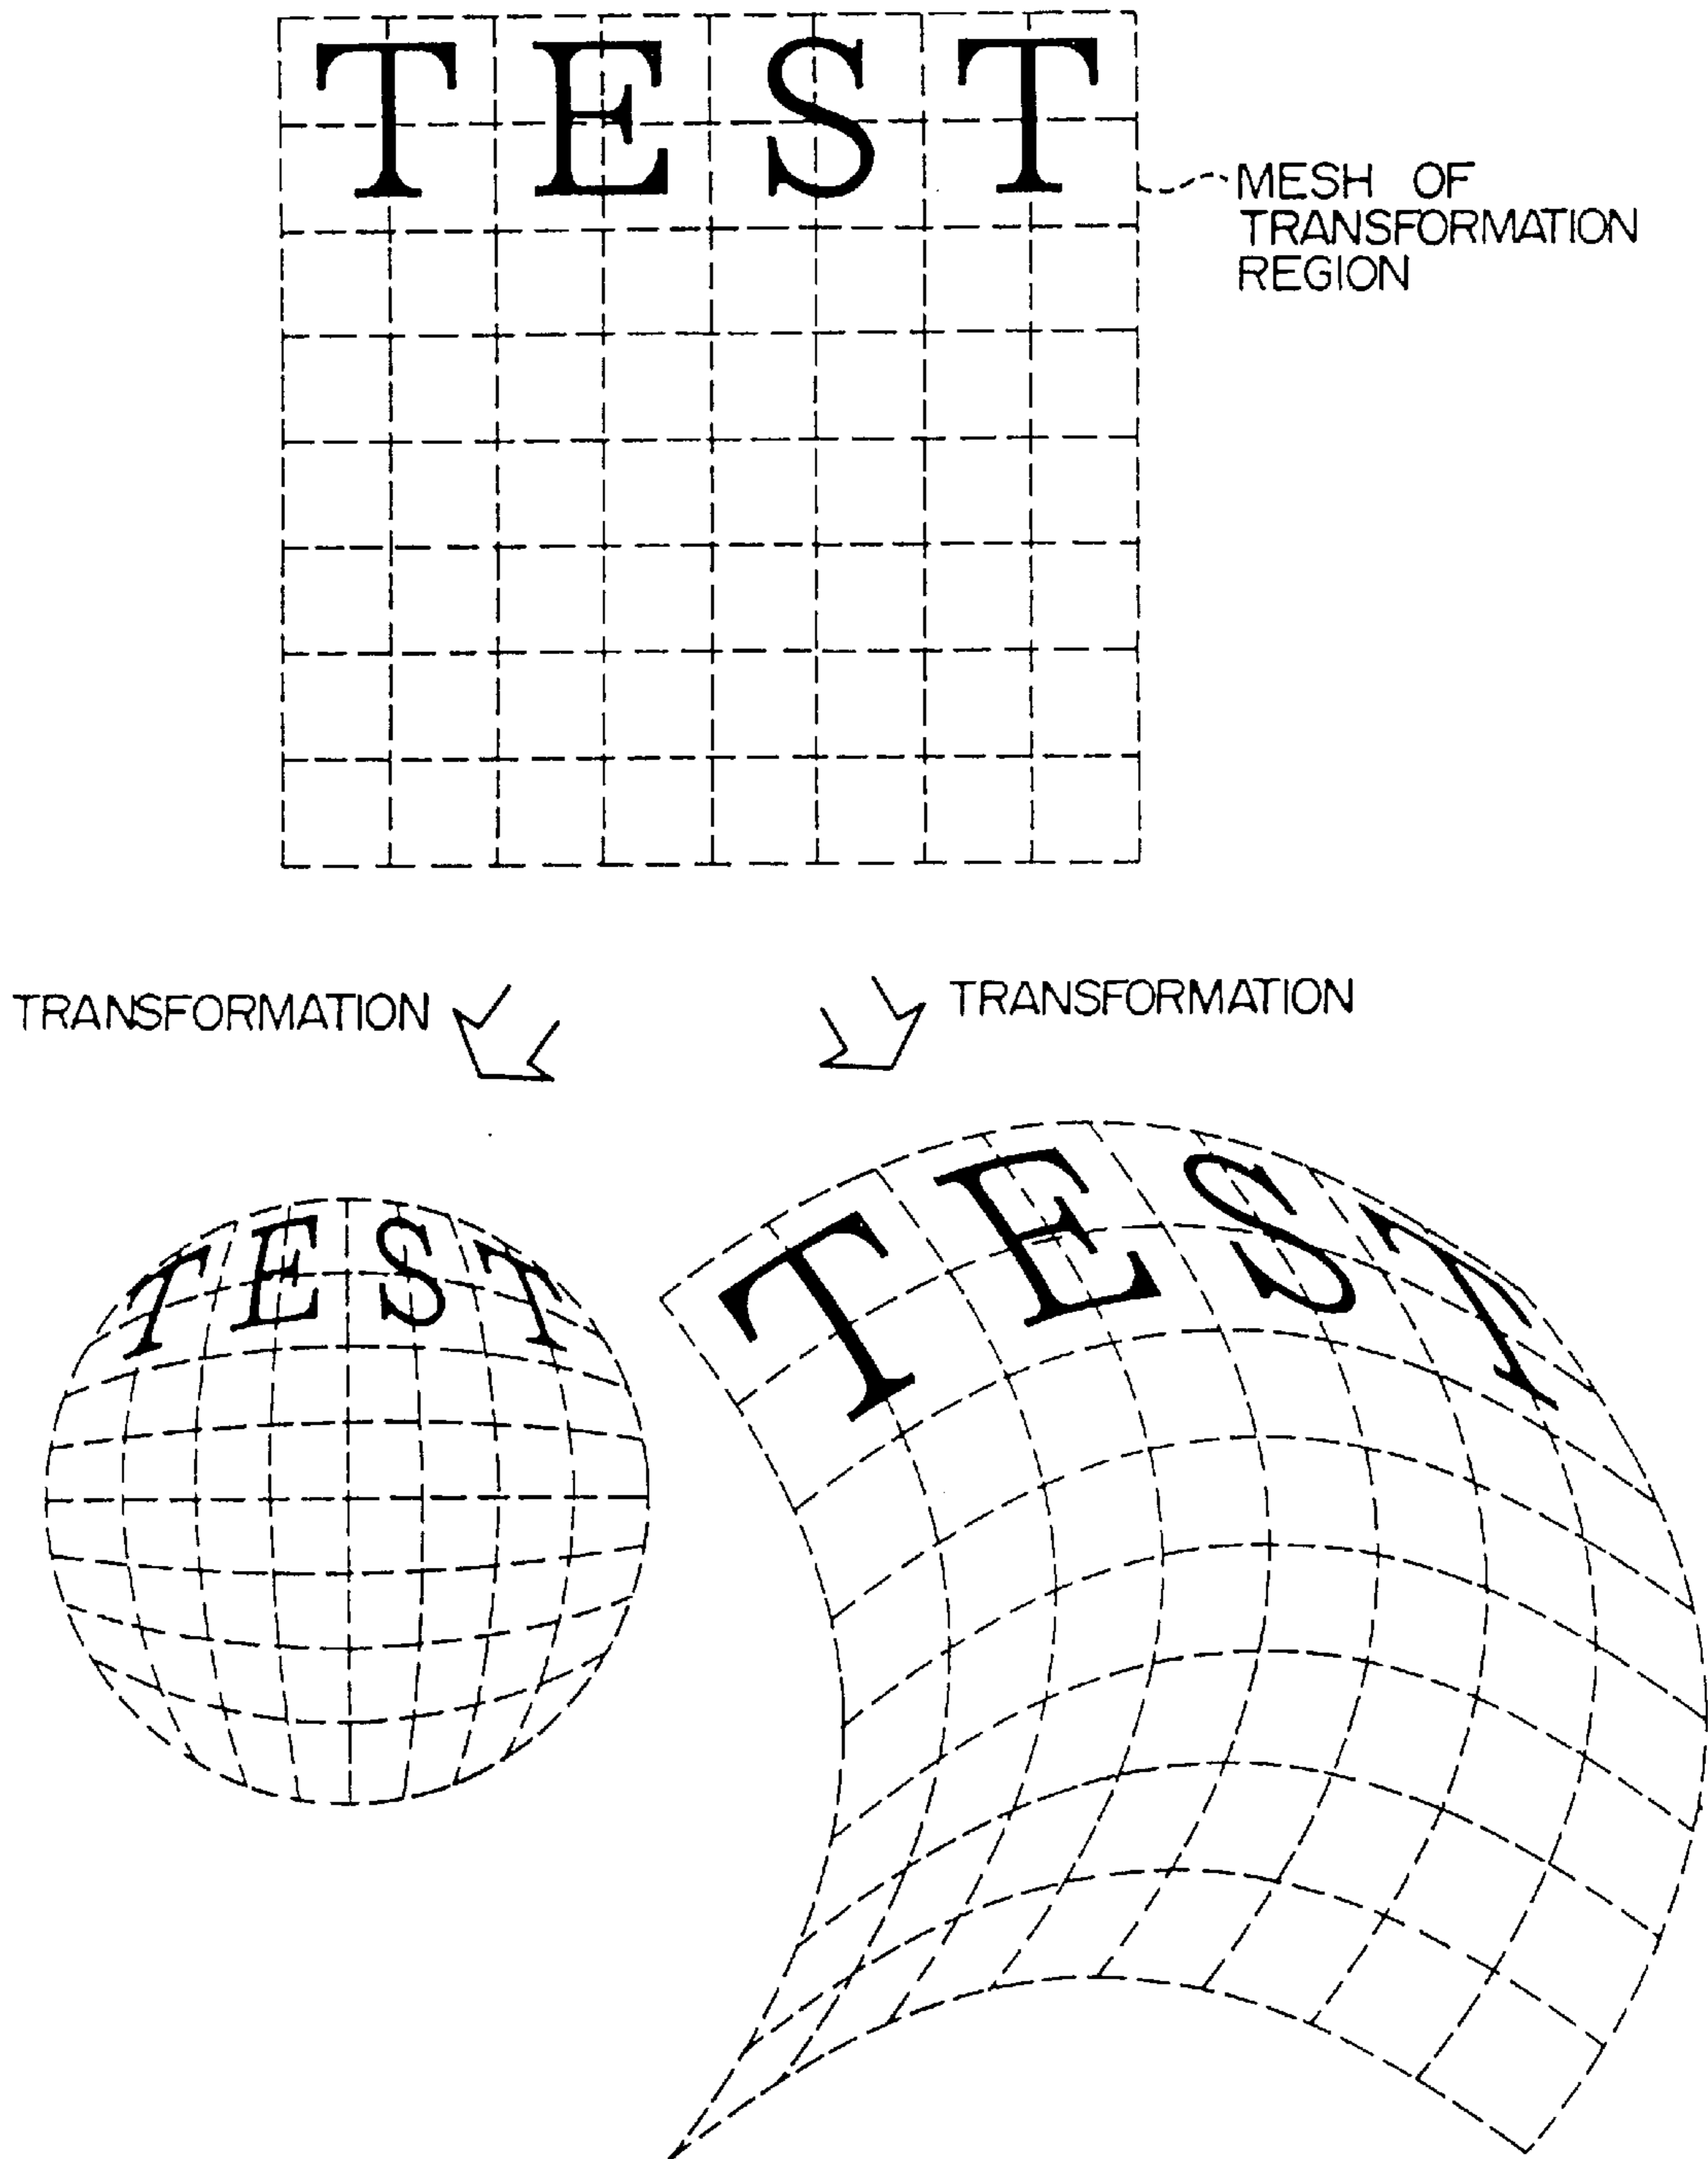 TEST
MESH OF
TRANSFORMATION
REGION
TRANSFORMATION
TRANSFORMATION
TEST
TEST